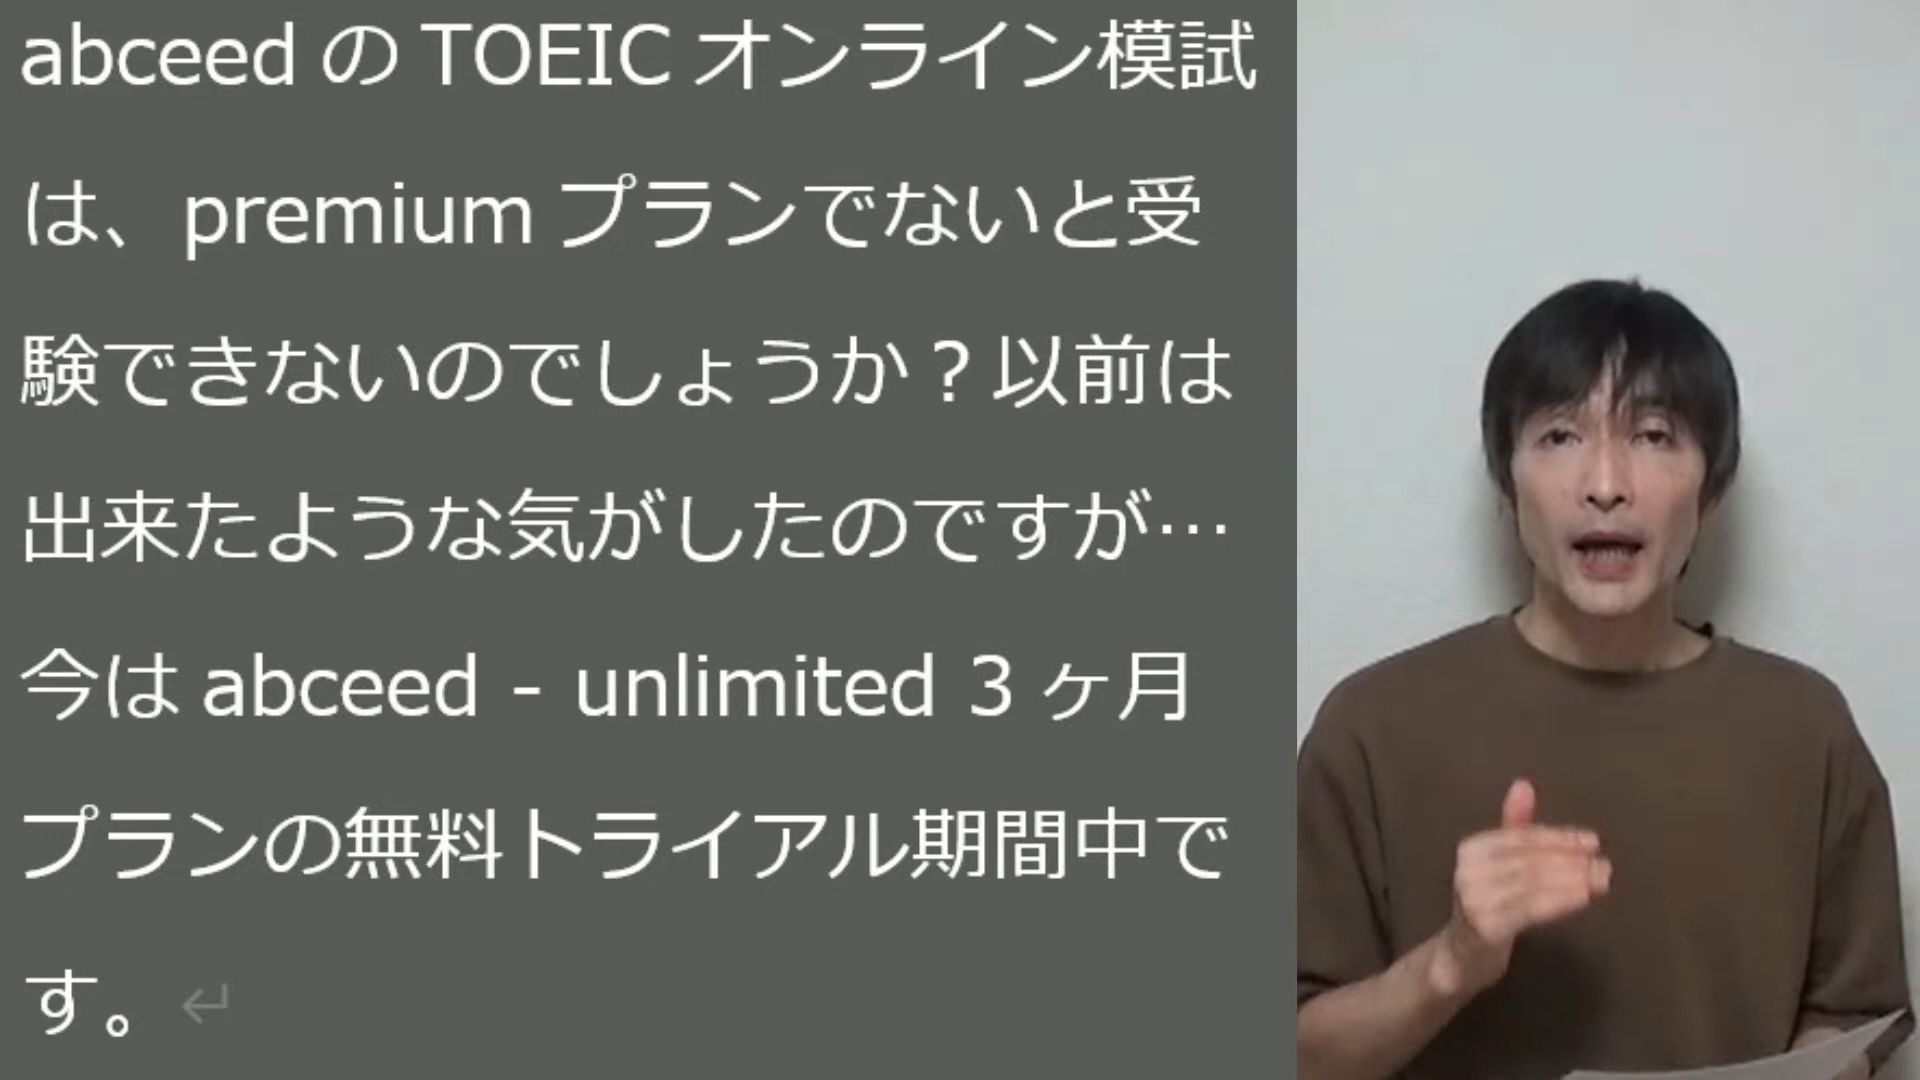 abceed の TOEIC オンライン模試
は、premium プランでないと受
験できないのでしょうか？以前は
出来たような気がしたのですが…
今は abceed - unlimited 3 ヶ月
プランの無料トライアル期間中で
す。↵